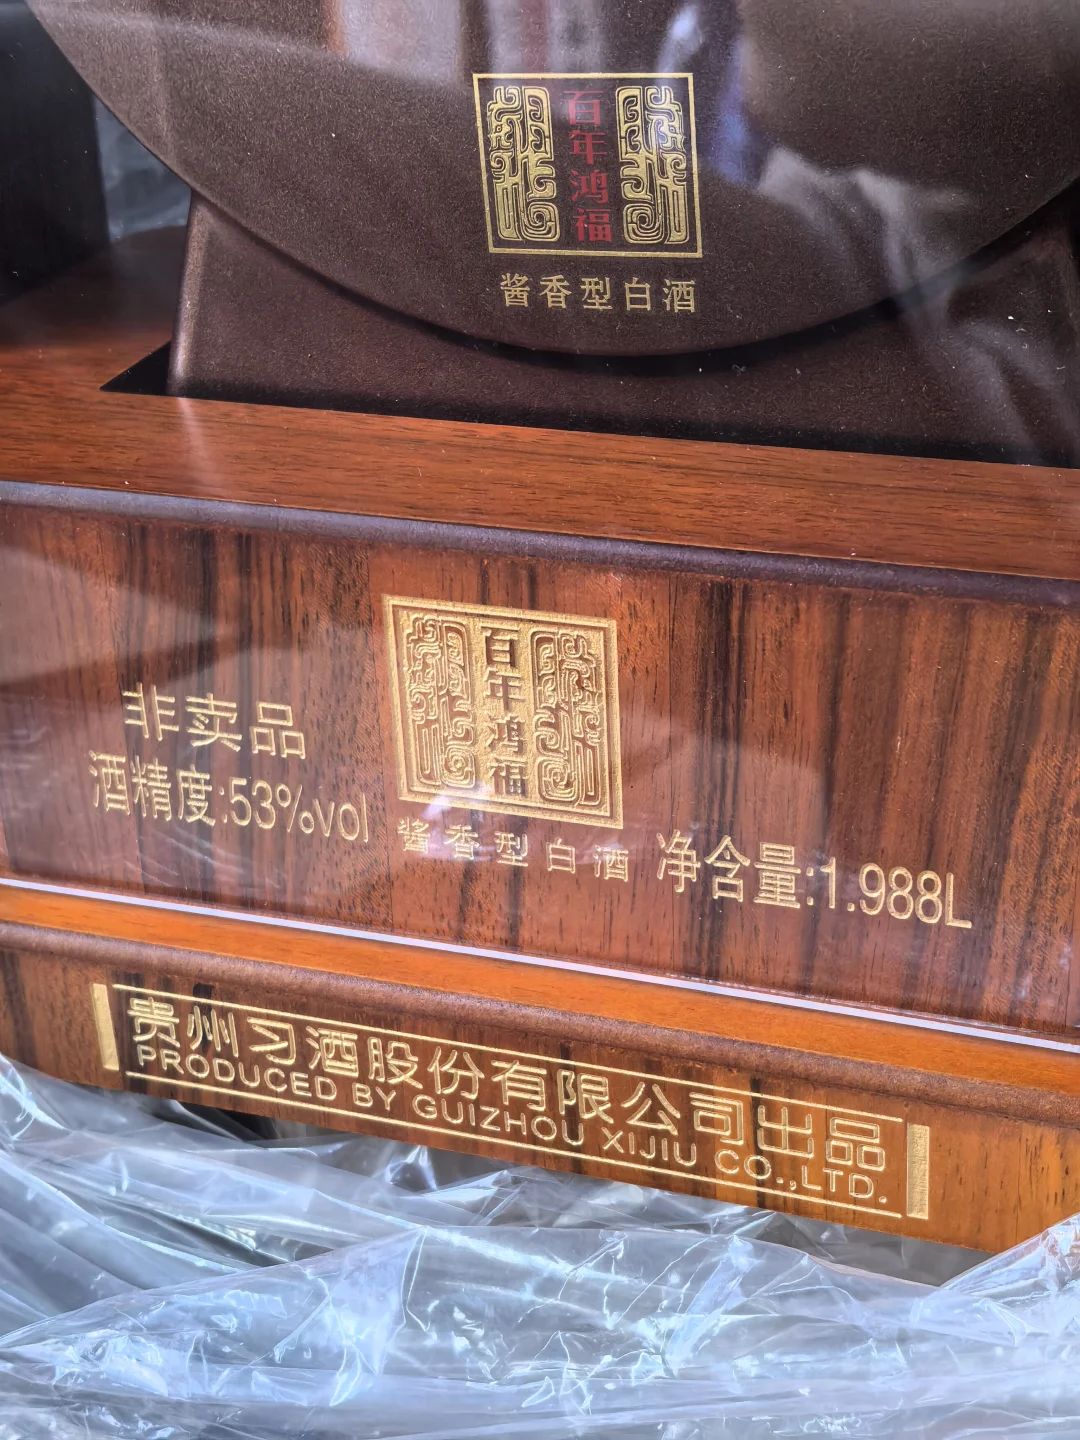 百年鸿福
酱香型白酒
百年鸿福
非卖品
酒精度:53%vol
酱香型白酒
净含量:1.988L
贵州习酒股份有限公司出品
PRODUCED BY GUIZHOU XIJIU CO.,LTD.